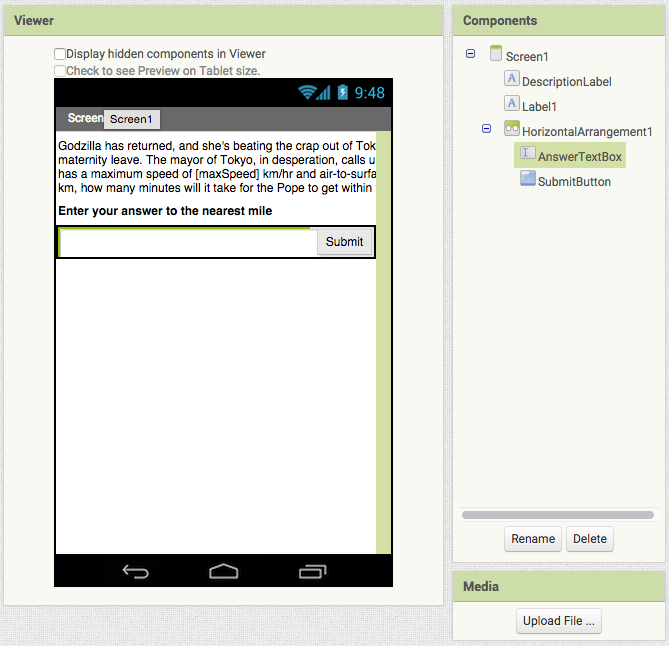 Viewer
Display hidden components in Viewer
Check to see Preview on Tablet size.
9:48
Screen Screen1
Godzilla has returned, and she's beating the crap out of Tok
maternity leave. The mayor of Tokyo, in desperation, calls u
has a maximum speed of [maxSpeed] km/hr and air-to-surfa
km, how many minutes will it take for the Pope to get within
Enter your answer to the nearest mile
Submit
Components
Screen1
A DescriptionLabel
A Label1
HorizontalArrangement1
AnswerTextBox
SubmitButton
Rename Delete
Media
Upload File ...